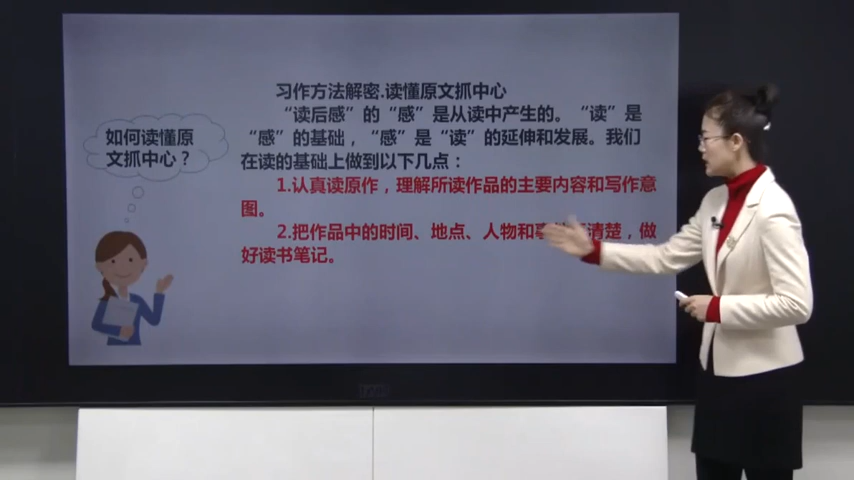 习作方法解密.读懂原文抓中心
“读后感”的“感”是从读中产生的。“读”是
“感”的基础，“感”是“读”的延伸和发展。我们
在读的基础上做到以下几点：
1.认真读原作，理解所读作品的主要内容和写作意
图。
2.把作品中的时间、地点、人物和 清楚，做
好读书笔记。
如何读懂原
文抓中心？